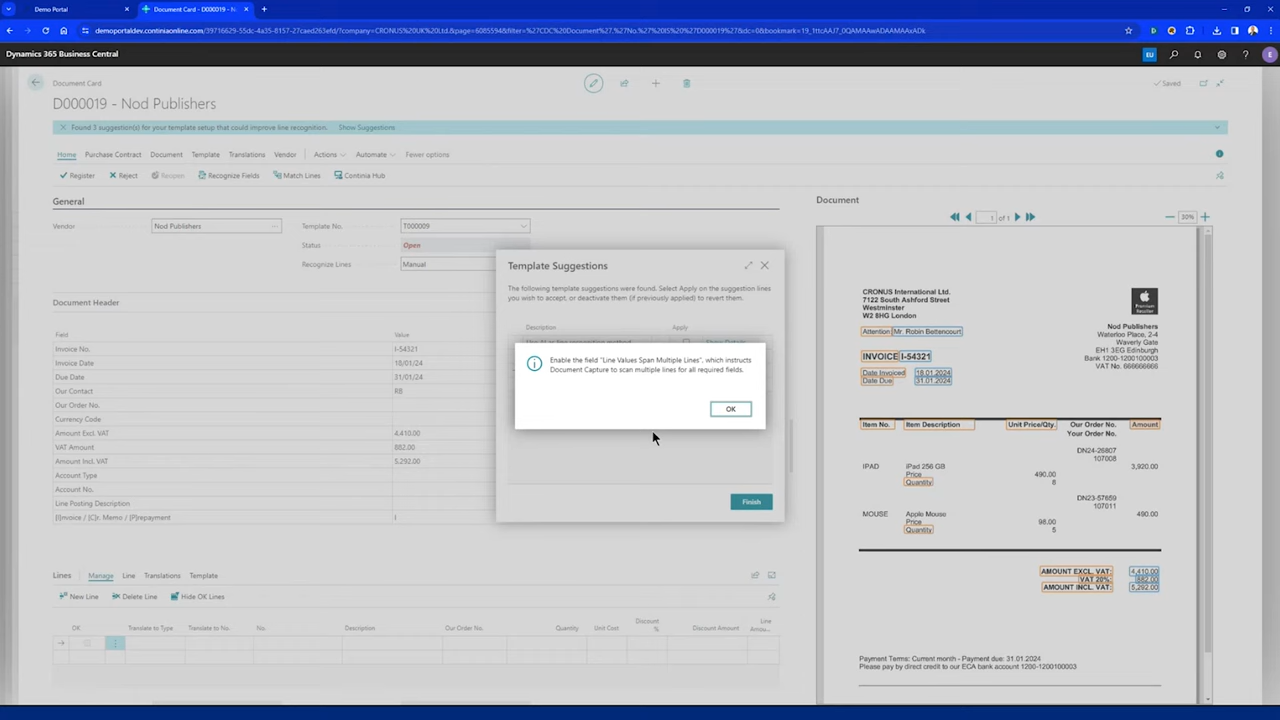 Demo Portal
Document Card - D000019 - N
demoportaldev.continiaonline.com/
Dynamics 365 Business Central
EU
E
Document Card
Saved
D000019 - Nod Publishers
Found 3 suggestion(s) for your template setup that could improve line recognition. Show Suggestions
Home Purchase Contract Document Template Translations Vendor Actions Automate Fewer options
Register Reject Reopen Recognize Fields Match Lines Continia Hub
General
Vendor Nod Publishers
Template No. T000009
Status Open
Recognize Lines Manual
Document Header
Field Value
Invoice No. I-54321
Invoice Date 18/01/24
Due Date 31/01/24
Our Contact RB
Our Order No.
Currency Code
Amount Excl. VAT 4,410.00
VAT Amount 882.00
Amount Incl. VAT 5,292.00
Account Type
Account No.
Line Posting Description
[I]nvoice / [C]r. Memo / [P]repayment I
Template Suggestions
The following template suggestions were found. Select Apply on the suggestion lines
you wish to accept, or deactivate them (if previously applied) to revert them.
Description Apply
Enable the field "Line Values Span Multiple Lines", which instructs
Document Capture to scan multiple lines for all required fields.
OK
Finish
Lines Manage Line Translations Template
New Line Delete Line Hide OK Lines
OK Translate to Type Translate to No. No. Description Our Order No. Quantity Unit Cost Discount % Discount Amount Line Amou...
Document
1 of 1
30%
CRONUS International Ltd.
7122 South Ashford Street
Westminster
W2 8HG London
Attention Mr. Robin Bettencourt
Premium
Reseller
Nod Publishers
Waterloo Place, 2-4
Waverly Gate
EH1 3EG Edinburgh
Bank 1200-1200100003
VAT No. 666666666
INVOICE I-54321
Date Invoiced 18.01.2024
Date Due 31.01.2024
Item No. Item Description Unit Price/Qty. Our Order No. Amount
Your Order No.
DN24-26807
107008
IPAD iPad 256 GB 3,920.00
Price 490.00
Quantity 8
DN23-57659
107011
MOUSE Apple Mouse 490.00
Price 98.00
Quantity 5
AMOUNT EXCL. VAT: 4,410.00
VAT 20%: 882.00
AMOUNT INCL. VAT: 5,292.00
Payment Terms: Current month - Payment due: 31.01.2024
Please pay by direct credit to our ECA bank account 1200-1200100003